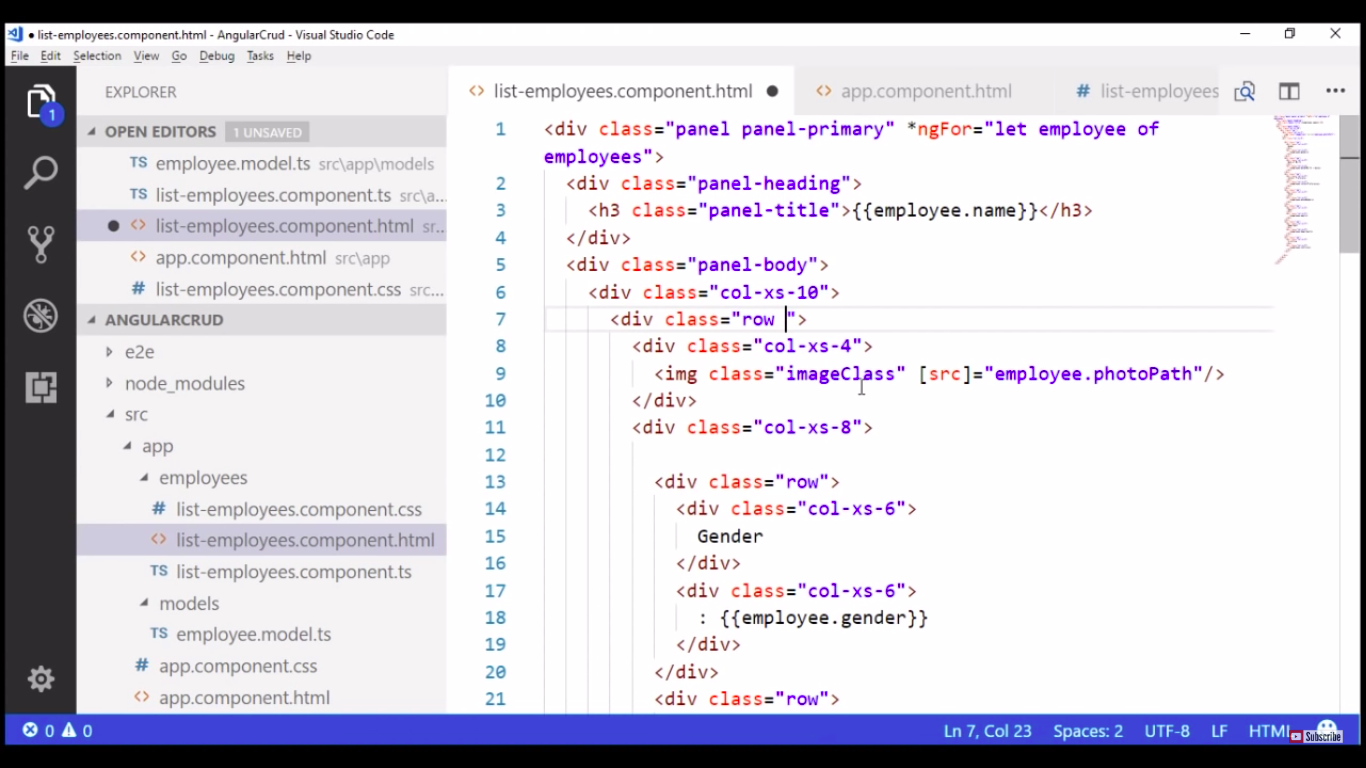 ● list-employees.component.html - AngularCrud - Visual Studio Code
File Edit Selection View Go Debug Tasks Help
1
EXPLORER
OPEN EDITORS 1 UNSAVED
TS employee.model.ts src\app\models
TS list-employees.component.ts src\a...
● <> list-employees.component.html sr...
<> app.component.html src\app
# list-employees.component.css src...
ANGULARCRUD
e2e
node_modules
src
app
employees
# list-employees.component.css
<> list-employees.component.html
TS list-employees.component.ts
models
TS employee.model.ts
# app.component.css
<> app.component.html
<> list-employees.component.html ● <> app.component.html # list-employees
1 <div class="panel panel-primary" *ngFor="let employee of
employees">
2 <div class="panel-heading">
3 <h3 class="panel-title">{{employee.name}}</h3>
4 </div>
5 <div class="panel-body">
6 <div class="col-xs-10">
7 <div class="row ">
8 <div class="col-xs-4">
9 <img class="imageClass" [src]="employee.photoPath"/>
10 </div>
11 <div class="col-xs-8">
12
13 <div class="row">
14 <div class="col-xs-6">
15 Gender
16 </div>
17 <div class="col-xs-6">
18 : {{employee.gender}}
19 </div>
20 </div>
21 <div class="row">
0 0 Ln 7, Col 23 Spaces: 2 UTF-8 LF HTML
Subscribe